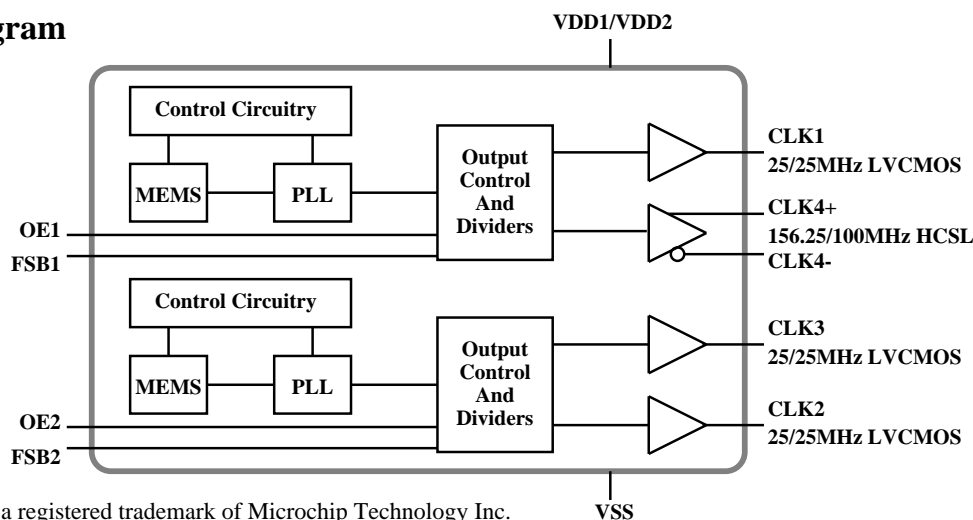 gram
VDD1/VDD2
Control Circuitry
MEMS
PLL
Output
Control
And
Dividers
CLK1
25/25MHz LVCMOS
CLK4+
156.25/100MHz HCSL
CLK4-
OE1
FSB1
Control Circuitry
MEMS
PLL
Output
Control
And
Dividers
CLK3
25/25MHz LVCMOS
CLK2
25/25MHz LVCMOS
OE2
FSB2
VSS
a registered trademark of Microchip Technology Inc.